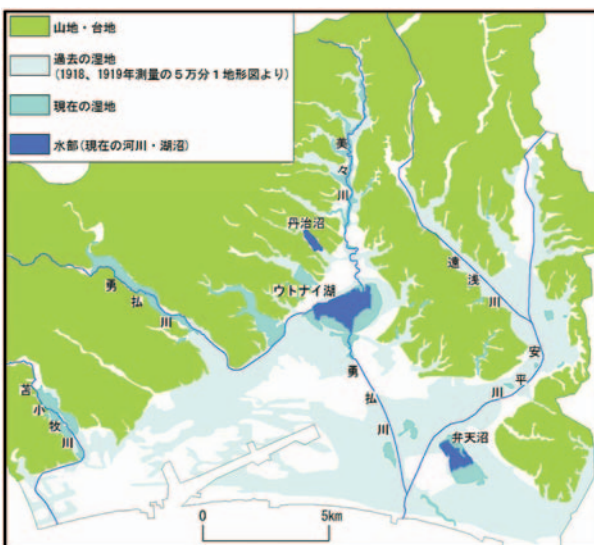 山地・台地
過去の湿地
(1918、1919年測量の5万分1地形図より)
現在の湿地
水部(現在の河川・湖沼)
美々川
丹治沼
ウトナイ湖
遠浅川
勇払川
安平川
勇払川
苫小牧川
弁天沼
0 5km